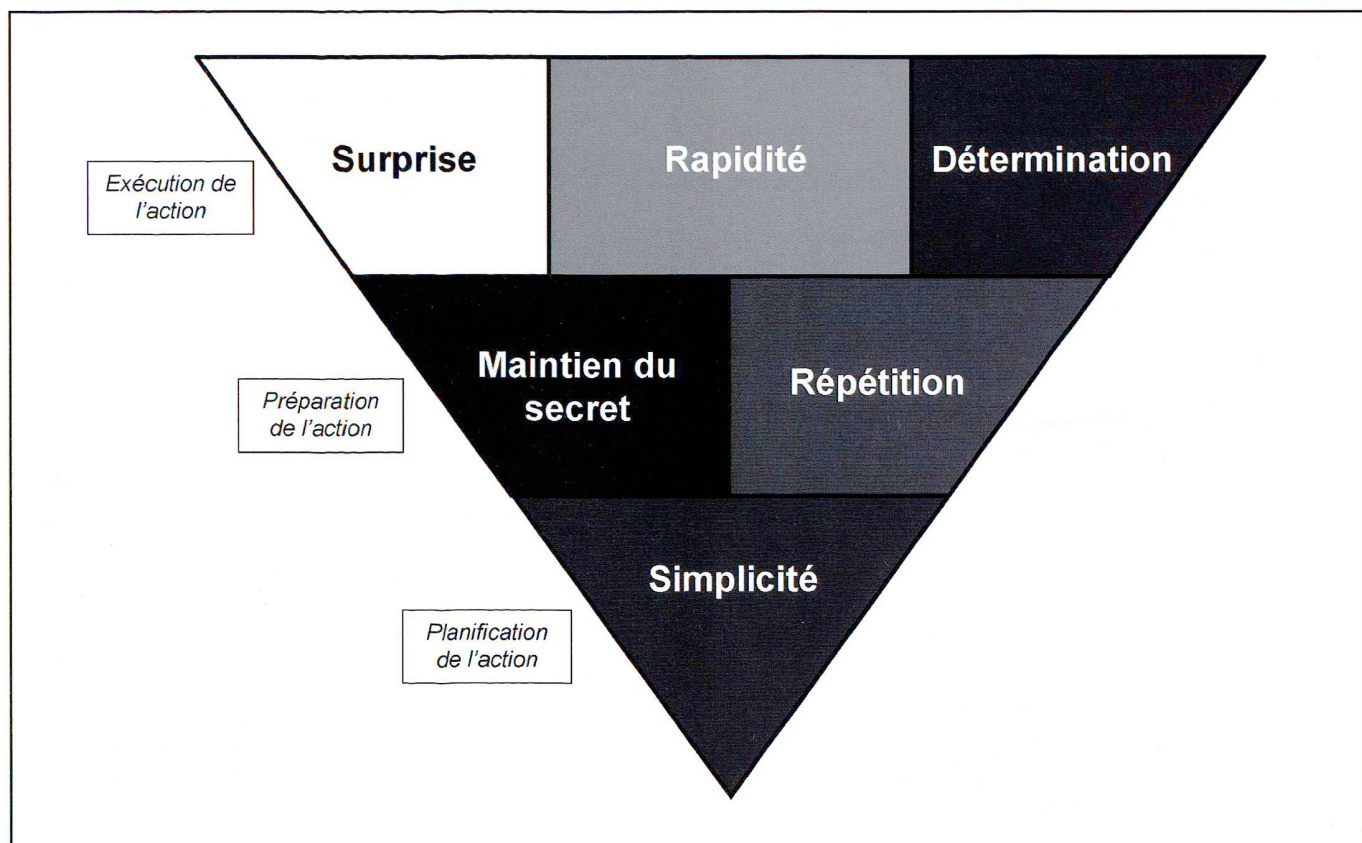 Surprise
Rapidité
Détermination
Exécution de
l'action
Maintien du
secret
Répétition
Préparation
de l'action
Simplicité
Planification
de l'action